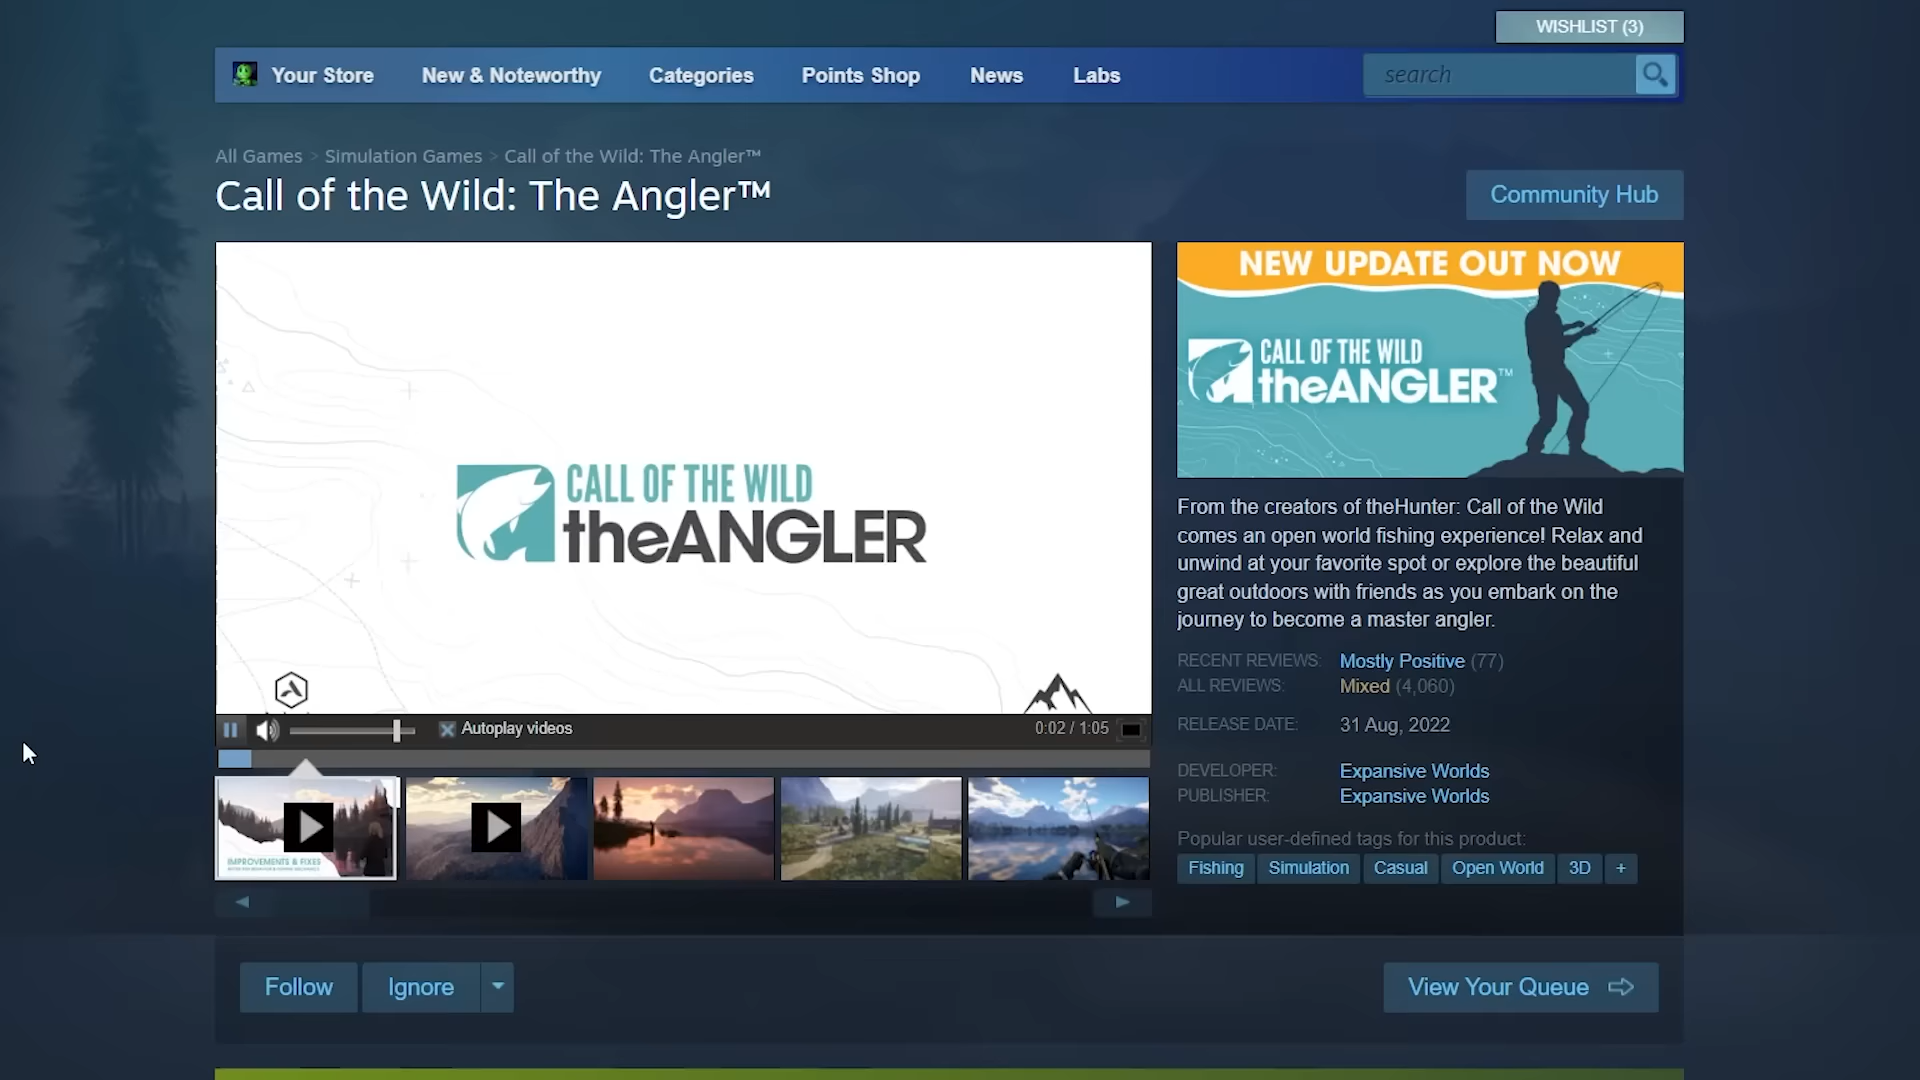 WISHLIST (3)
Your Store
New & Noteworthy
Categories
Points Shop
News
Labs
search
All Games > Simulation Games > Call of the Wild: The Angler™
Call of the Wild: The Angler™
Community Hub
CALL OF THE WILD
theANGLER
Autoplay videos
0:02 / 1:05
IMPROVEMENTS & FIXES
NEW UPDATE OUT NOW
CALL OF THE WILD
theANGLER™
From the creators of theHunter: Call of the Wild
comes an open world fishing experience! Relax and
unwind at your favorite spot or explore the beautiful
great outdoors with friends as you embark on the
journey to become a master angler.
RECENT REVIEWS: Mostly Positive (77)
ALL REVIEWS: Mixed (4,060)
RELEASE DATE: 31 Aug, 2022
DEVELOPER: Expansive Worlds
PUBLISHER: Expansive Worlds
Popular user-defined tags for this product:
Fishing Simulation Casual Open World 3D +
Follow
Ignore
View Your Queue